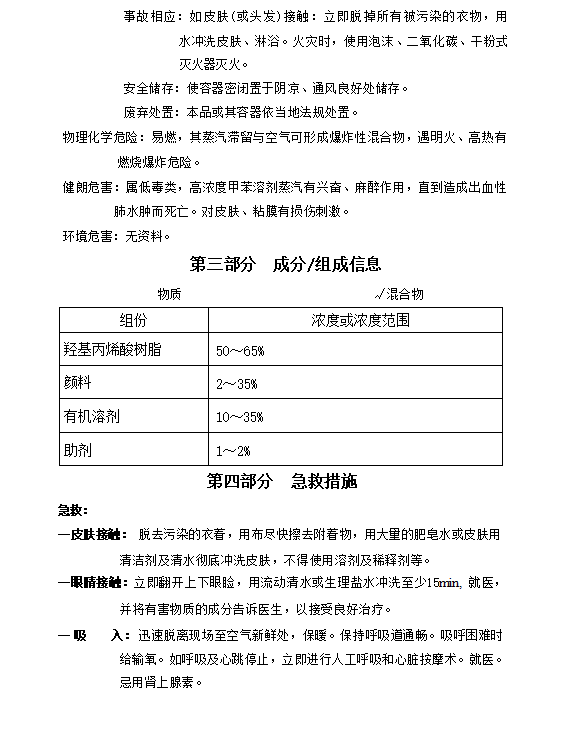 事故相应：如皮肤(或头发)接触：立即脱掉所有被污染的衣物，用
水冲洗皮肤、淋浴。火灾时，使用泡沫、二氧化碳、干粉式
灭火器灭火。
安全储存：使容器密闭置于阴凉、通风良好处储存。
废弃处置：本品或其容器依当地法规处置。
物理化学危险：易燃，其蒸汽滞留与空气可形成爆炸性混合物，遇明火、高热有
燃烧爆炸危险。
健朗危害：属低毒类，高浓度甲苯溶剂蒸汽有兴奋、麻醉作用，直到造成出血性
肺水肿而死亡。对皮肤、粘膜有损伤刺激。
环境危害：无资料。
第三部分 成分/组成信息
物质 √混合物
组份 浓度或浓度范围
羟基丙烯酸树脂 50～65%
颜料 2～35%
有机溶剂 10～35%
助剂 1～2%
第四部分 急救措施
急救：
—皮肤接触： 脱去污染的衣着，用布尽快擦去附着物，用大量的肥皂水或皮肤用
清洁剂及清水彻底冲洗皮肤，不得使用溶剂及稀释剂等。
—眼睛接触：立即翻开上下眼睑，用流动清水或生理盐水冲洗至少15min, 就医，
并将有害物质的成分告诉医生，以接受良好治疗。
— 吸 入：迅速脱离现场至空气新鲜处，保暖。保持呼吸道通畅。吸呼困难时
给输氧。如呼吸及心跳停止，立即进行人工呼吸和心脏按摩术。就医。
忌用肾上腺素。